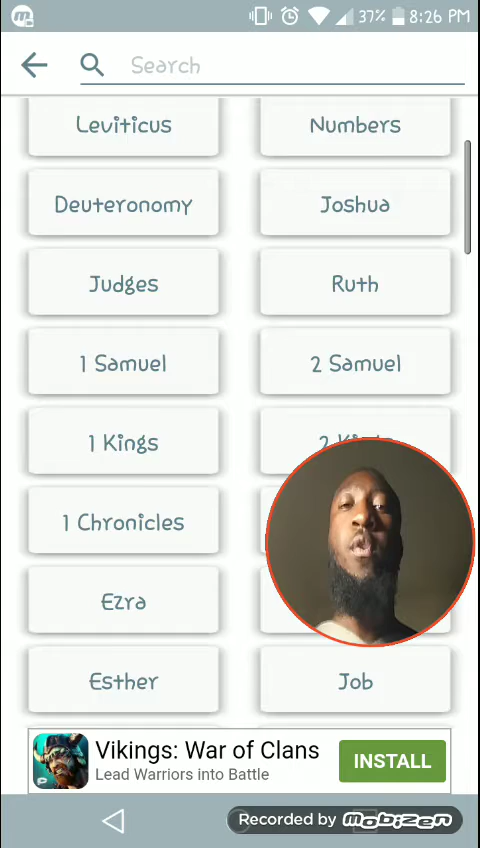 37% 8:26 PM
Search
Leviticus Numbers
Deuteronomy Joshua
Judges Ruth
1 Samuel 2 Samuel
1 Kings 2
1 Chronicles
Ezra
Esther Job
Vikings: War of Clans
Lead Warriors into Battle
INSTALL
Recorded by mobizen